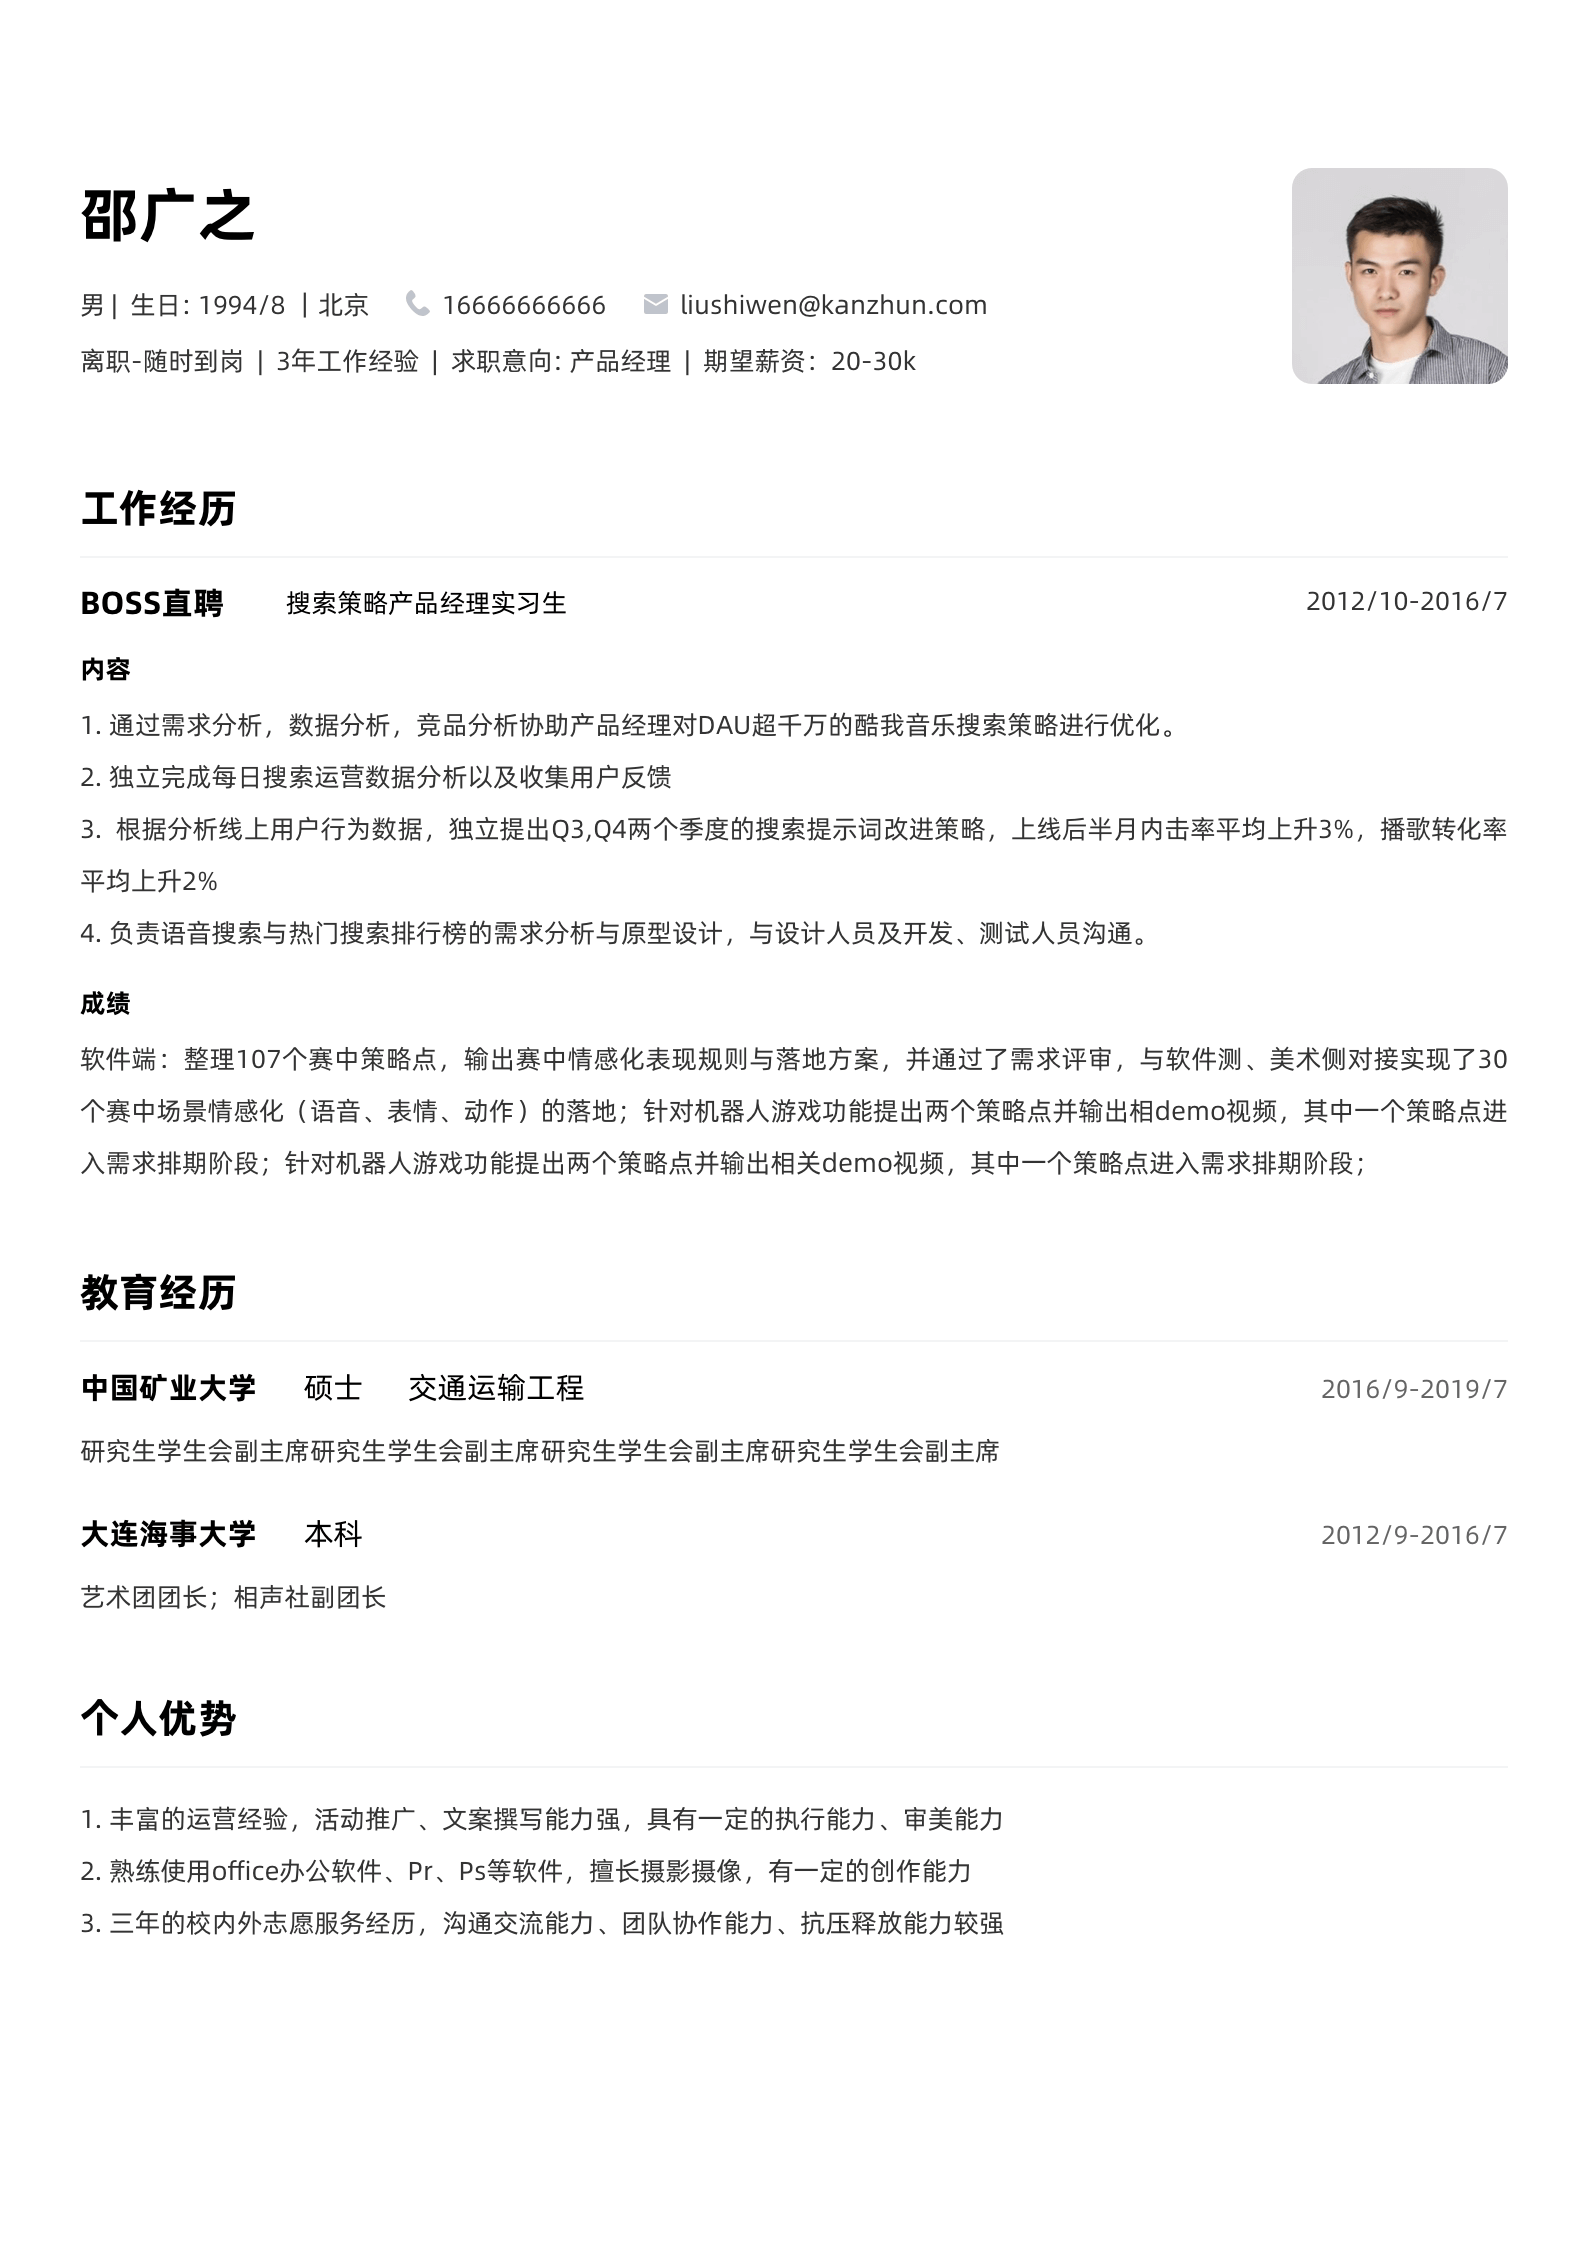 邵广之
男 | 生日: 1994/8 | 北京 16666666666 liushiwen@kanzhun.com
离职-随时到岗 | 3年工作经验 | 求职意向: 产品经理 | 期望薪资：20-30k
工作经历
BOSS直聘 搜索策略产品经理实习生 2012/10-2016/7
内容
1. 通过需求分析，数据分析，竞品分析协助产品经理对DAU超千万的酷我音乐搜索策略进行优化。
2. 独立完成每日搜索运营数据分析以及收集用户反馈
3. 根据分析线上用户行为数据，独立提出Q3,Q4两个季度的搜索提示词改进策略，上线后半月内击率平均上升3%，播歌转化率
平均上升2%
4. 负责语音搜索与热门搜索排行榜的需求分析与原型设计，与设计人员及开发、测试人员沟通。
成绩
软件端：整理107个赛中策略点，输出赛中情感化表现规则与落地方案，并通过了需求评审，与软件测、美术侧对接实现了30
个赛中场景情感化（语音、表情、动作）的落地；针对机器人游戏功能提出两个策略点并输出相demo视频，其中一个策略点进
入需求排期阶段；针对机器人游戏功能提出两个策略点并输出相关demo视频，其中一个策略点进入需求排期阶段；
教育经历
中国矿业大学 硕士 交通运输工程 2016/9-2019/7
研究生学生会副主席研究生学生会副主席研究生学生会副主席研究生学生会副主席
大连海事大学 本科 2012/9-2016/7
艺术团团长；相声社副团长
个人优势
1. 丰富的运营经验，活动推广、文案撰写能力强，具有一定的执行能力、审美能力
2. 熟练使用office办公软件、Pr、Ps等软件，擅长摄影摄像，有一定的创作能力
3. 三年的校内外志愿服务经历，沟通交流能力、团队协作能力、抗压释放能力较强